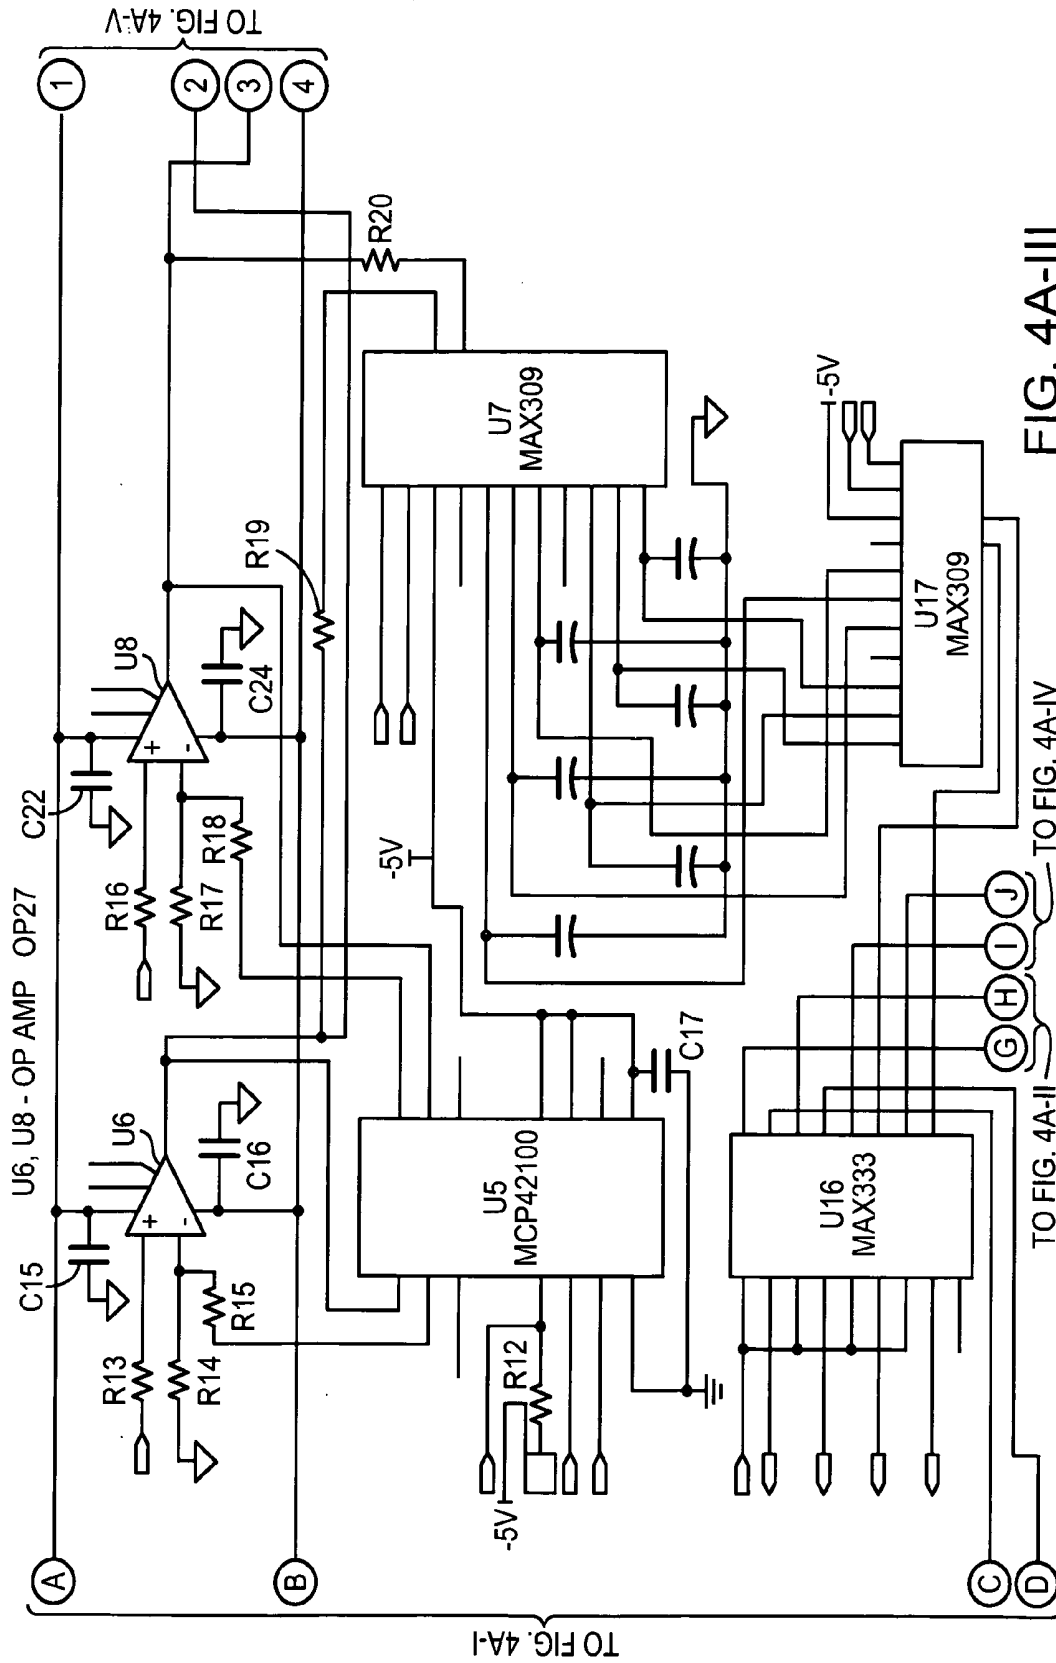 TO FIG. 4A-I
A
B
C
D
U6, U8 - OP AMP OP27
C15
+
-
U6
C16
R13
R14
R15
C22
+
-
U8
C24
R16
R17
R18
R19
R20
TO FIG. 4A-V
1
2
3
4
-5V
R12
U5
MCP42100
C17
-5V
U7
MAX309
U16
MAX333
G
H
I
J
TO FIG. 4A-II
TO FIG. 4A-IV
U17
MAX309
-5V
FIG. 4A-III